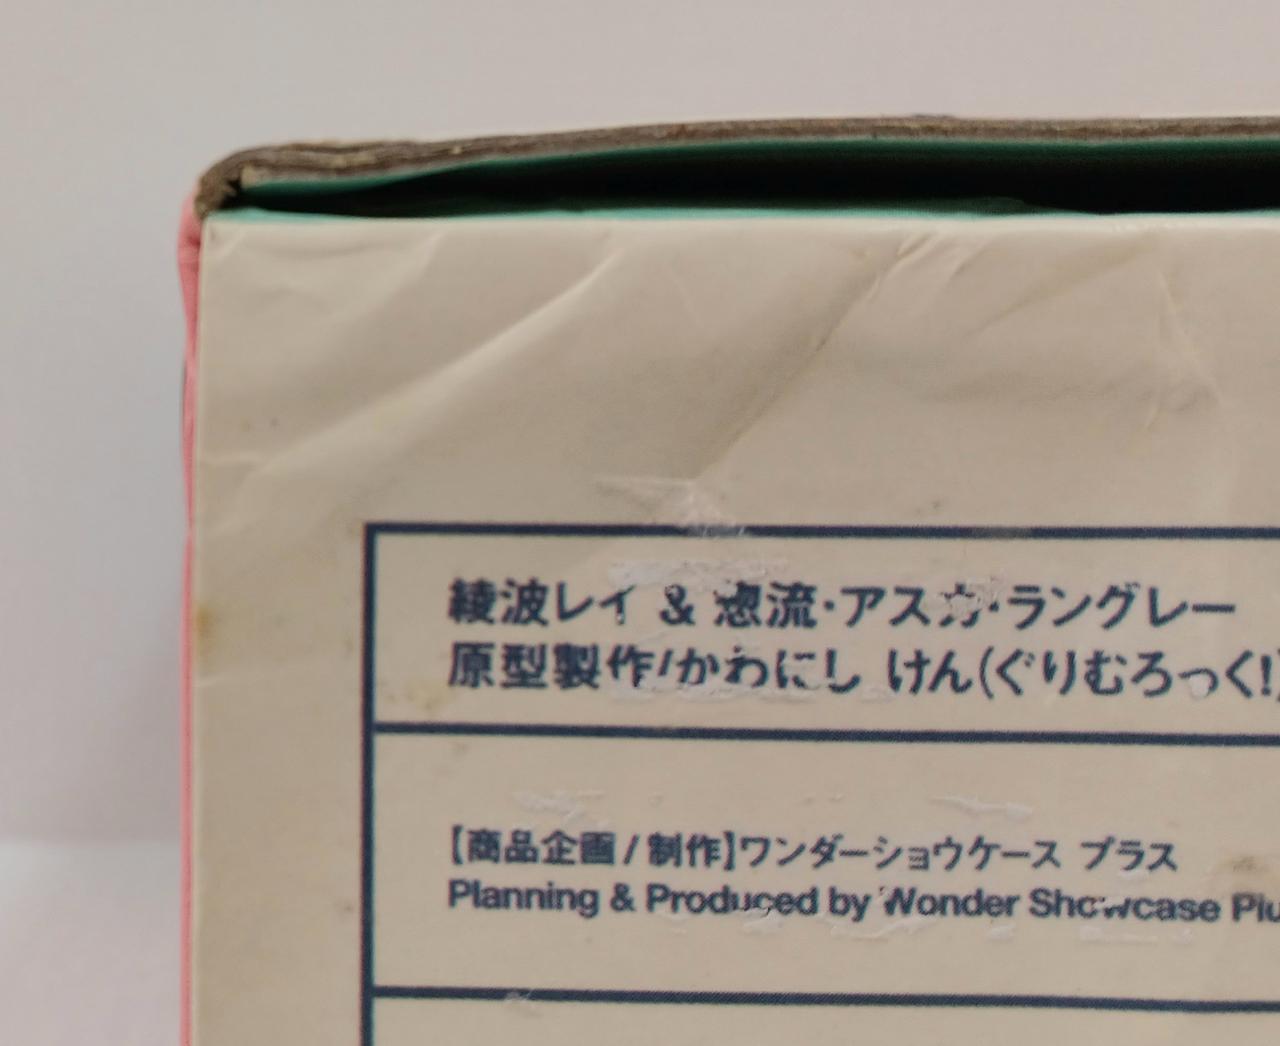 綾波レイ & 惣流・アスカ・ラングレー
原型製作/かわにし けん(ぐりむろっく!)
【商品企画/制作】ワンダーショウケース プラス
Planning & Produced by Wonder Showcase